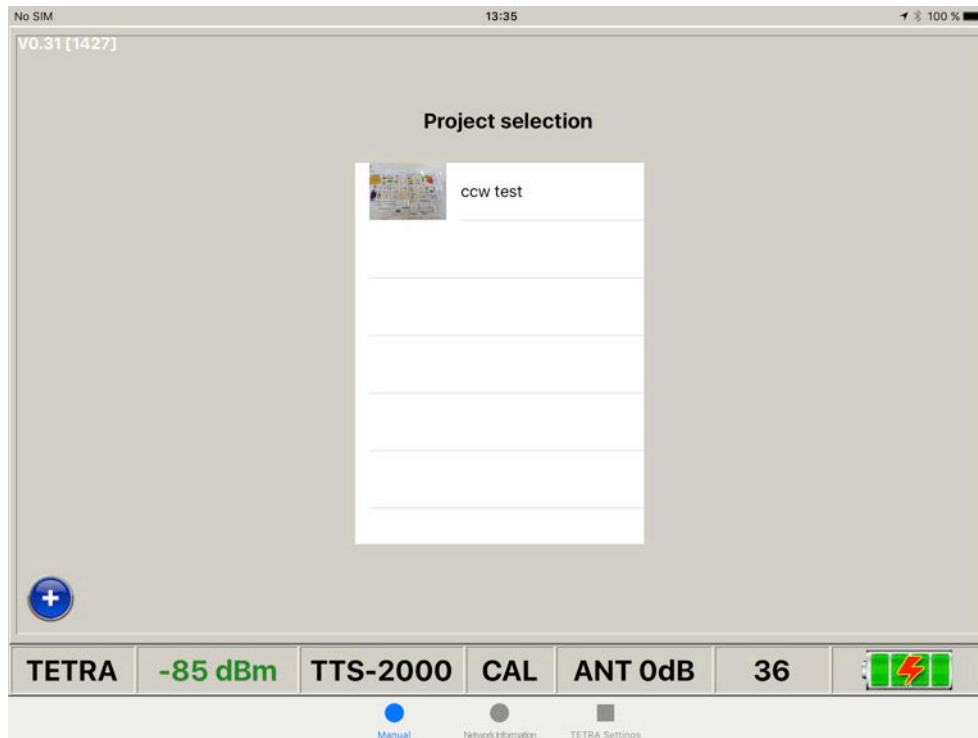 No SIM 13:35 100 %
V0.31 [1427]
Project selection
ccw test
TETRA -85 dBm TTS-2000 CAL ANT 0dB 36
Manual Network Information TETRA Settings